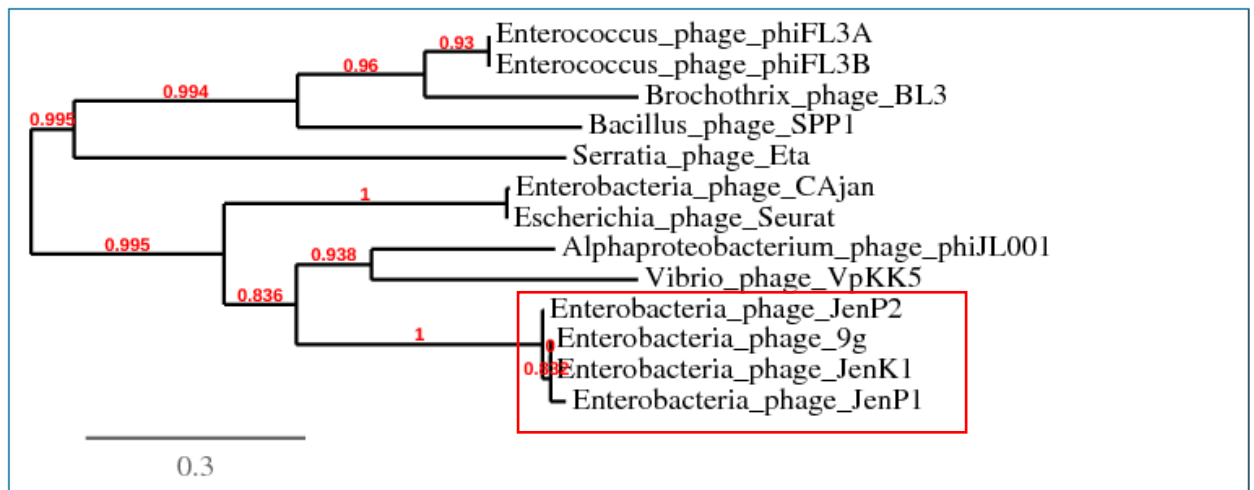 Enterococcus_phage_phiFL3A
0.93
Enterococcus_phage_phiFL3B
0.96
Brochothrix_phage_BL3
0.994
Bacillus_phage_SPP1
0.995
Serratia_phage_Eta
Enterobacteria_phage_CAjan
1
Escherichia_phage_Seurat
0.995
Alphaproteobacterium_phage_phiJL001
0.938
Vibrio_phage_VpKK5
0.836
Enterobacteria_phage_JenP2
1
Enterobacteria_phage_9g
0
Enterobacteria_phage_JenK1
Enterobacteria_phage_JenP1
0.3